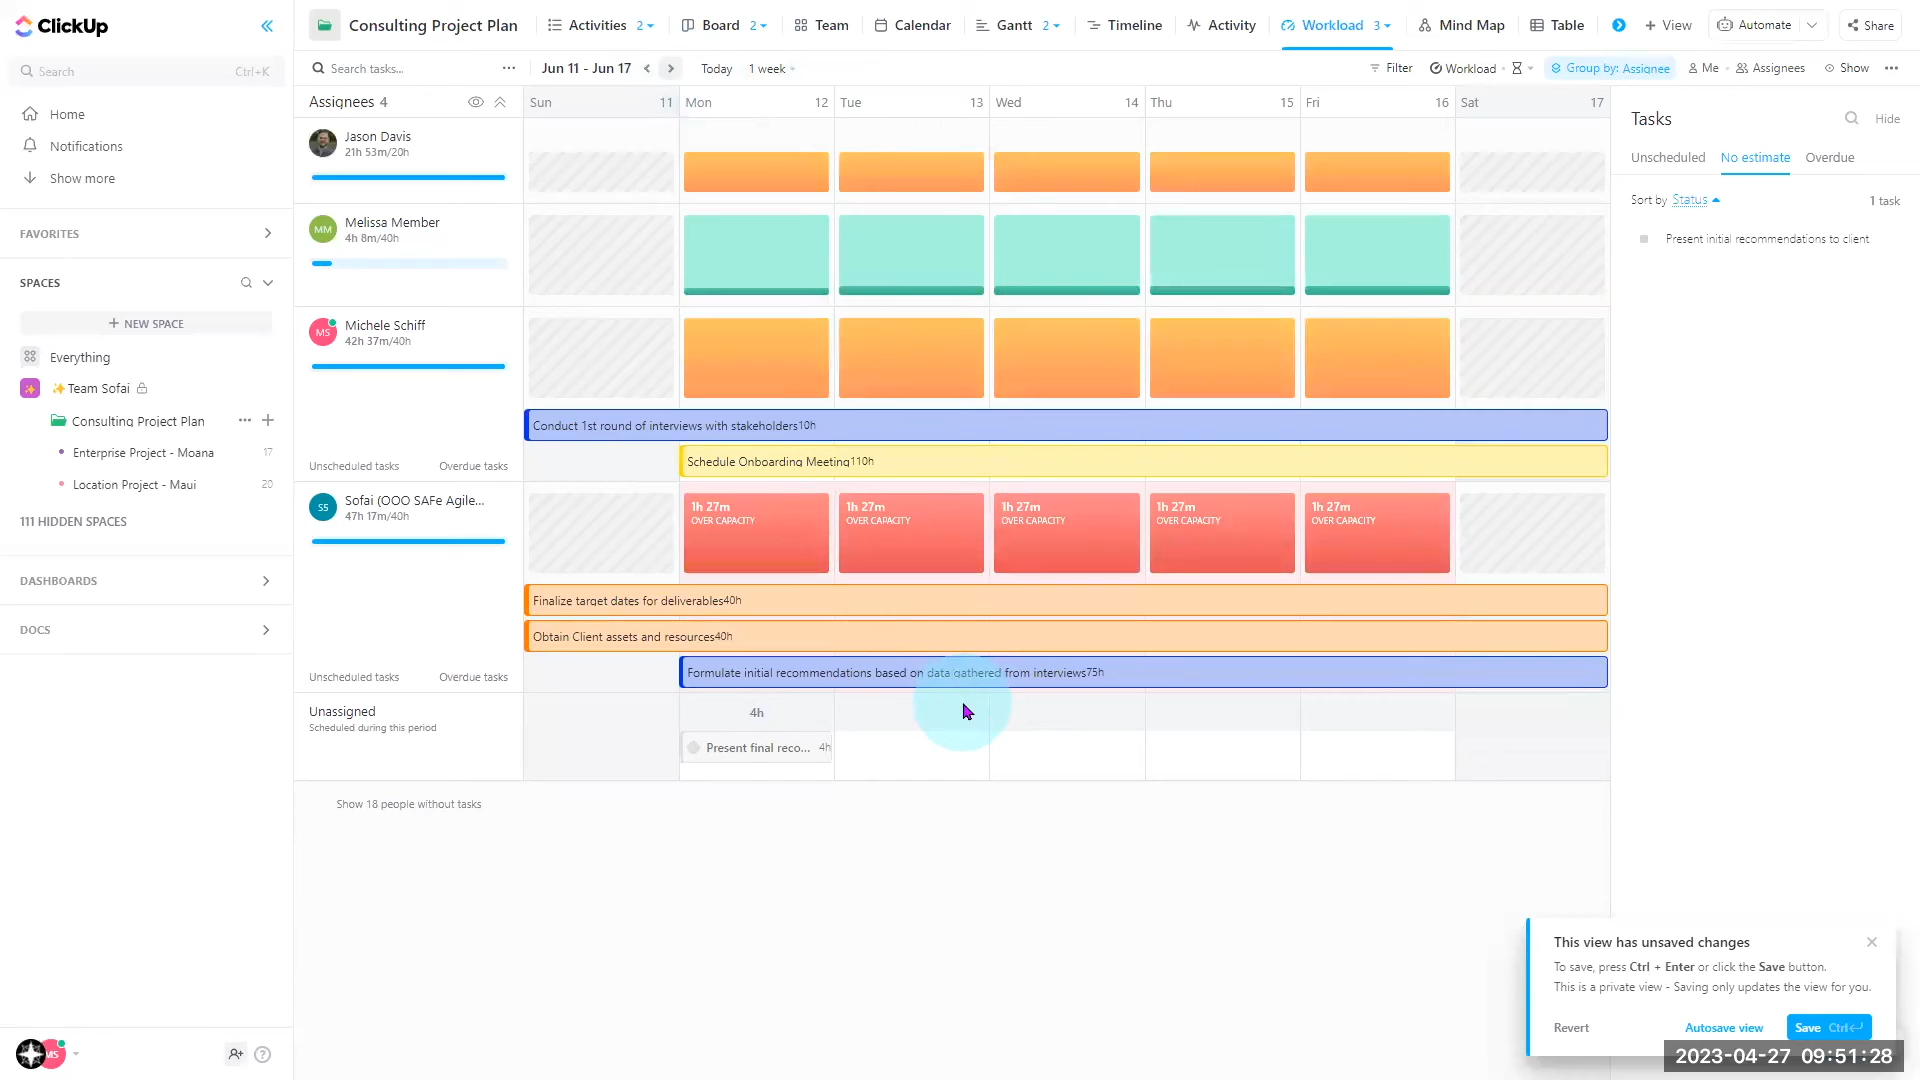 ClickUp
Consulting Project Plan
Activities 2
Board 2
Team
Calendar
Gantt 2
Timeline
Activity
Workload 3
Mind Map
Table
+ View
Automate
Share
Search
Ctrl+K
Search tasks...
Jun 11 - Jun 17
Today
1 week
Filter
Workload
Group by: Assignee
Me
Assignees
Show
Home
Notifications
Show more
FAVORITES
SPACES
+ NEW SPACE
Everything
Team Sofai
Consulting Project Plan
Enterprise Project - Moana 17
Location Project - Maui 20
111 HIDDEN SPACES
DASHBOARDS
DOCS
MS
Assignees 4
Sun 11
Mon 12
Tue 13
Wed 14
Thu 15
Fri 16
Sat 17
Jason Davis
21h 53m/20h
MM
Melissa Member
4h 8m/40h
MS
Michele Schiff
42h 37m/40h
Conduct 1st round of interviews with stakeholders10h
Schedule Onboarding Meeting110h
Unscheduled tasks
Overdue tasks
S5
Sofai (OOO SAFe Agile...
47h 17m/40h
1h 27m
OVER CAPACITY
1h 27m
OVER CAPACITY
1h 27m
OVER CAPACITY
1h 27m
OVER CAPACITY
1h 27m
OVER CAPACITY
Finalize target dates for deliverables40h
Obtain Client assets and resources40h
Formulate initial recommendations based on data gathered from interviews75h
Unscheduled tasks
Overdue tasks
Unassigned
Scheduled during this period
4h
Present final reco... 4h
Show 18 people without tasks
Tasks
Hide
Unscheduled
No estimate
Overdue
Sort by Status
1 task
Present initial recommendations to client
This view has unsaved changes
To save, press Ctrl + Enter or click the Save button.
This is a private view - Saving only updates the view for you.
Revert
Autosave view
Save Ctrl
2023-04-27 09:51:28